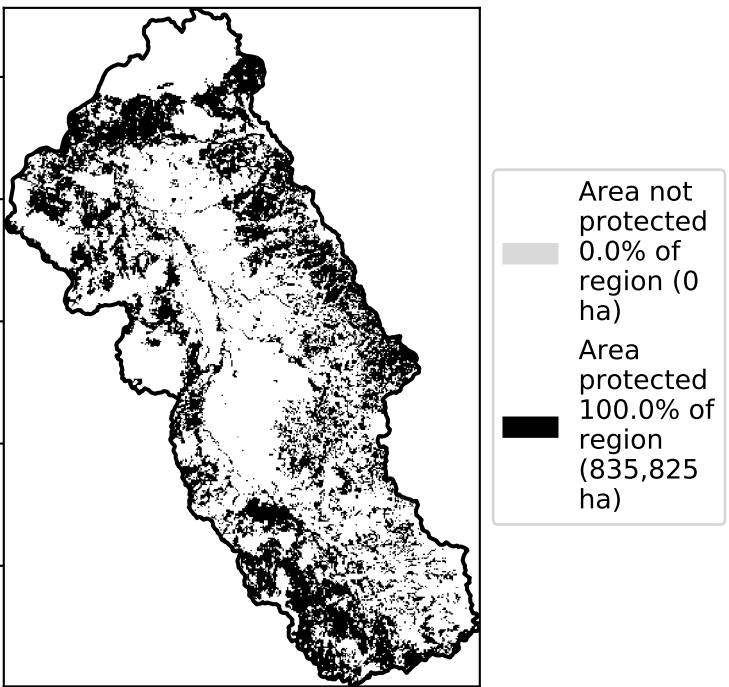 Area not
protected
0.0% of
region (0
ha)
Area
protected
100.0% of
region
(835,825
ha)